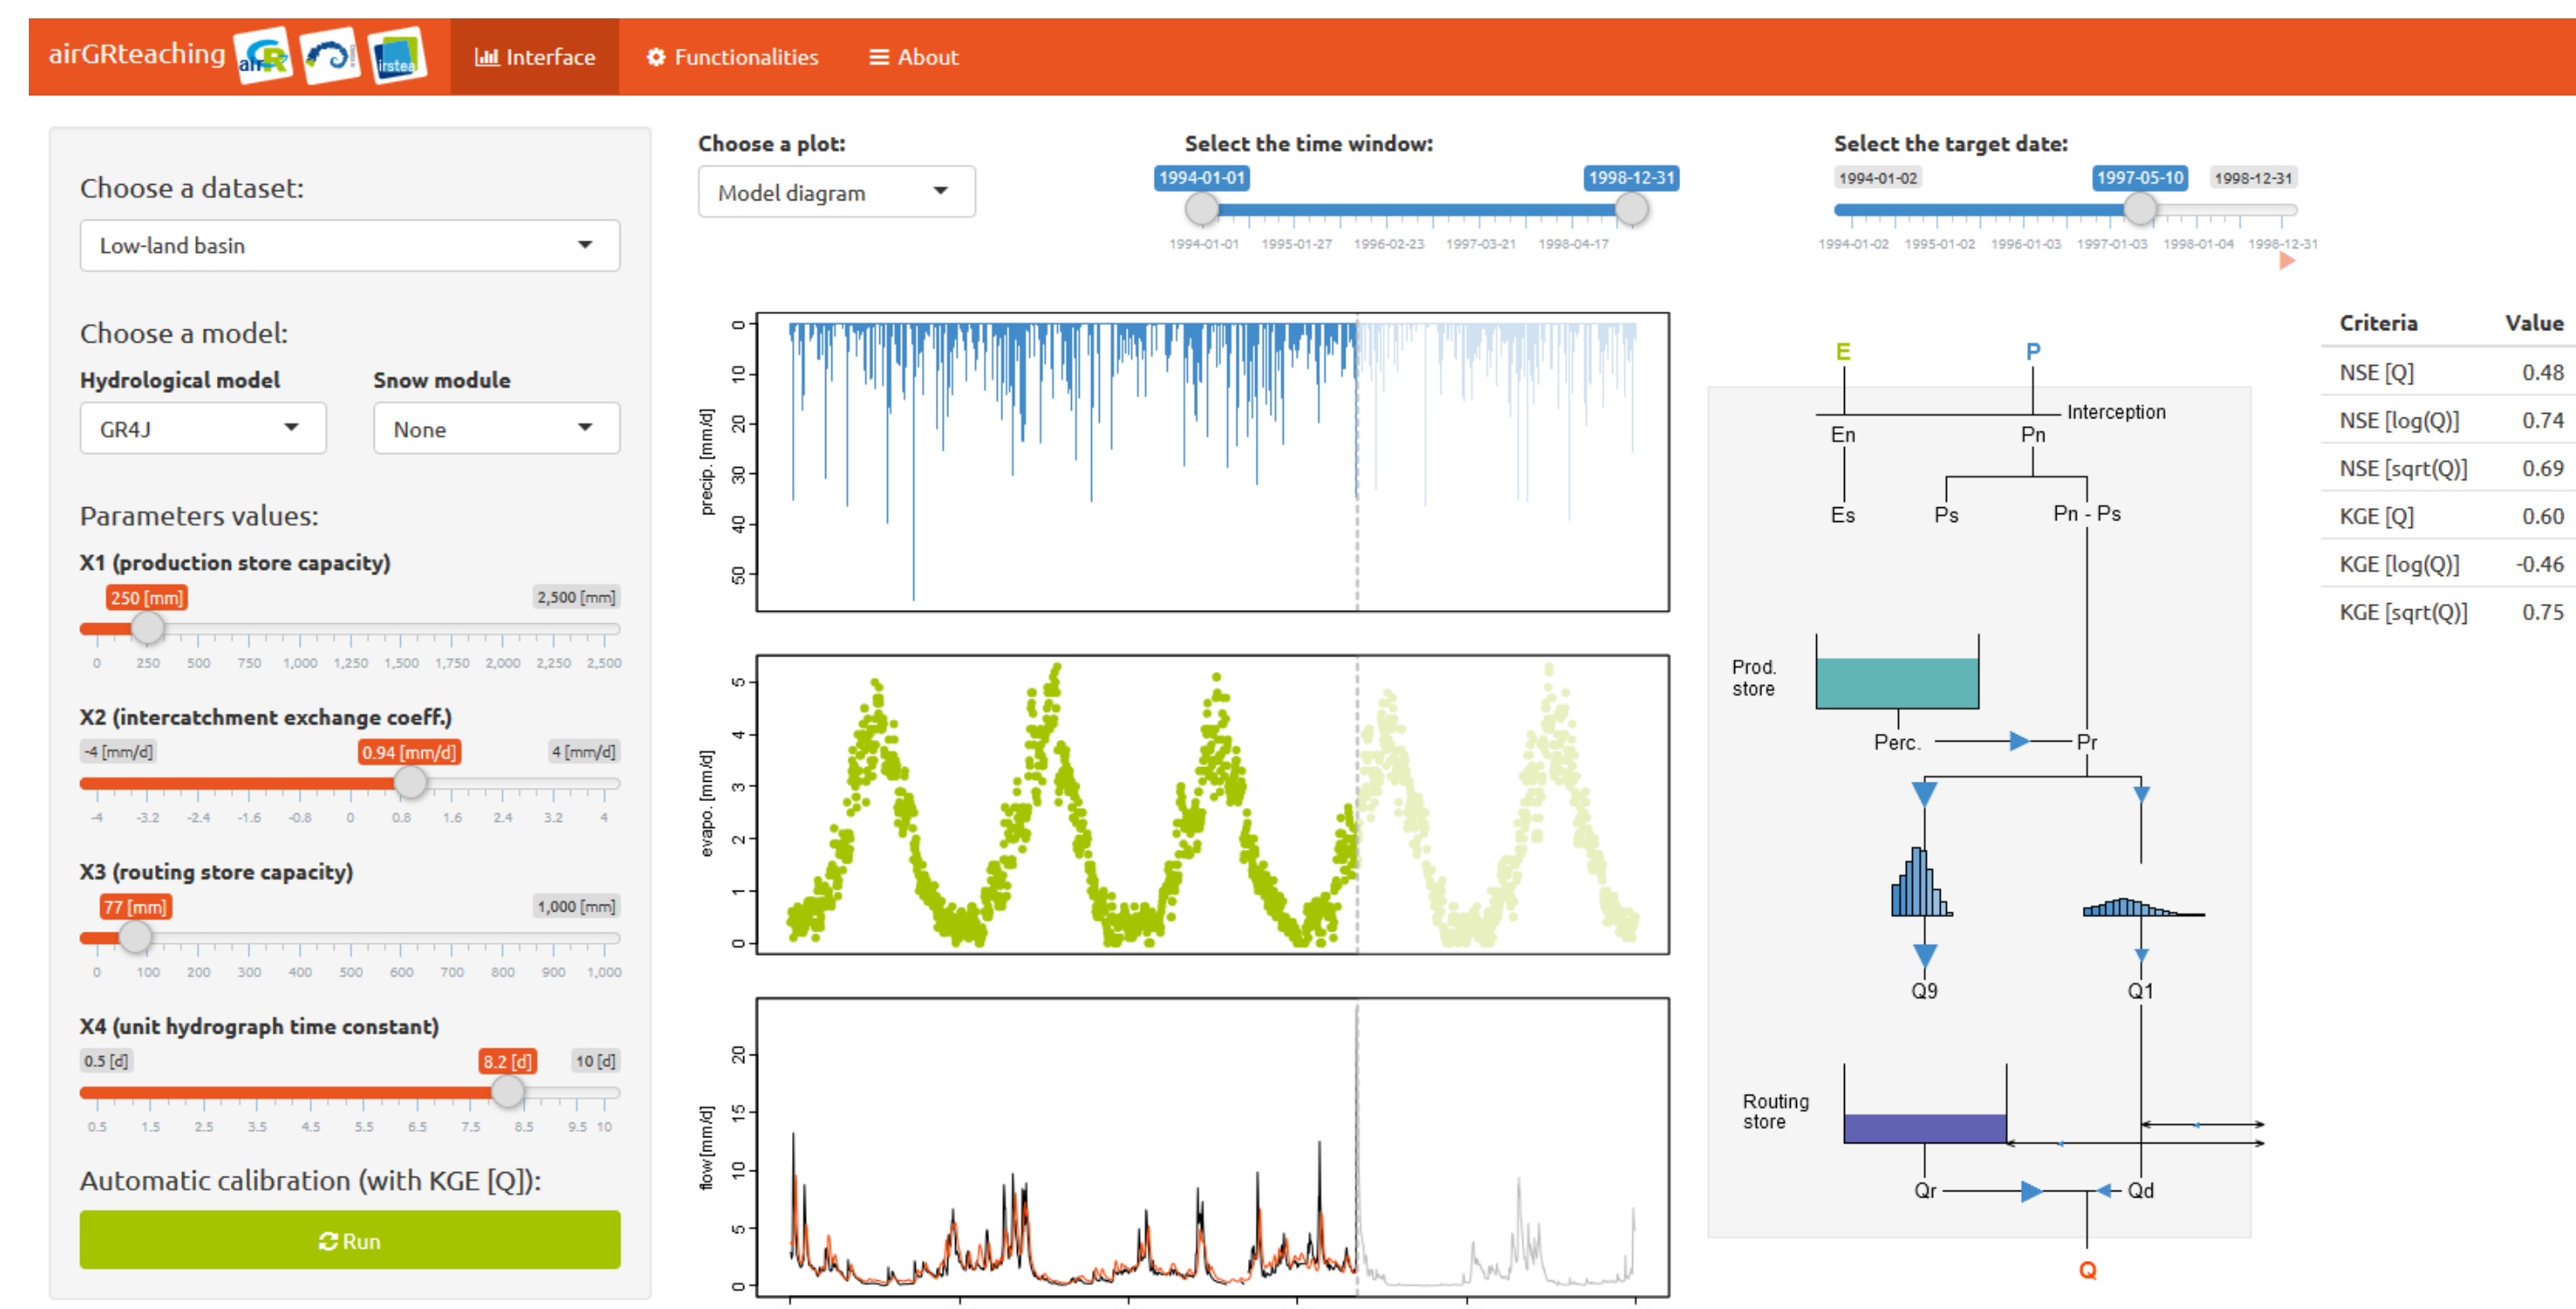 airGRteaching airGR irstea Interface Functionalities About
Choose a dataset:
Low-land basin
Choose a model:
Hydrological model Snow module
GR4J None
Parameters values:
X1 (production store capacity)
250 [mm] 2,500 [mm]
0 250 500 750 1,000 1,250 1,500 1,750 2,000 2,250 2,500
X2 (intercatchment exchange coeff.)
-4 [mm/d] 0.94 [mm/d] 4 [mm/d]
-4 -3.2 -2.4 -1.6 -0.8 0 0.8 1.6 2.4 3.2 4
X3 (routing store capacity)
77 [mm] 1,000 [mm]
0 100 200 300 400 500 600 700 800 900 1,000
X4 (unit hydrograph time constant)
0.5 [d] 8.2 [d] 10 [d]
0.5 1.5 2.5 3.5 4.5 5.5 6.5 7.5 8.5 9.5 10
Automatic calibration (with KGE [Q]):
Run
Choose a plot:
Model diagram
Select the time window:
1994-01-01 1998-12-31
1994-01-01 1995-01-27 1996-02-23 1997-03-21 1998-04-17
Select the target date:
1994-01-02 1997-05-10 1998-12-31
1994-01-02 1995-01-02 1996-01-03 1997-01-03 1998-01-04 1998-12-31
precip. [mm/d]
0
10
20
30
40
50
evapo. [mm/d]
5
4
3
2
1
0
flow [mm/d]
20
15
10
5
0
E P
Interception
En Pn
Es Ps Pn - Ps
Prod.
store
Perc. Pr
Q9 Q1
Routing
store
Qr Qd
Q
Criteria Value
NSE [Q] 0.48
NSE [log(Q)] 0.74
NSE [sqrt(Q)] 0.69
KGE [Q] 0.60
KGE [log(Q)] -0.46
KGE [sqrt(Q)] 0.75